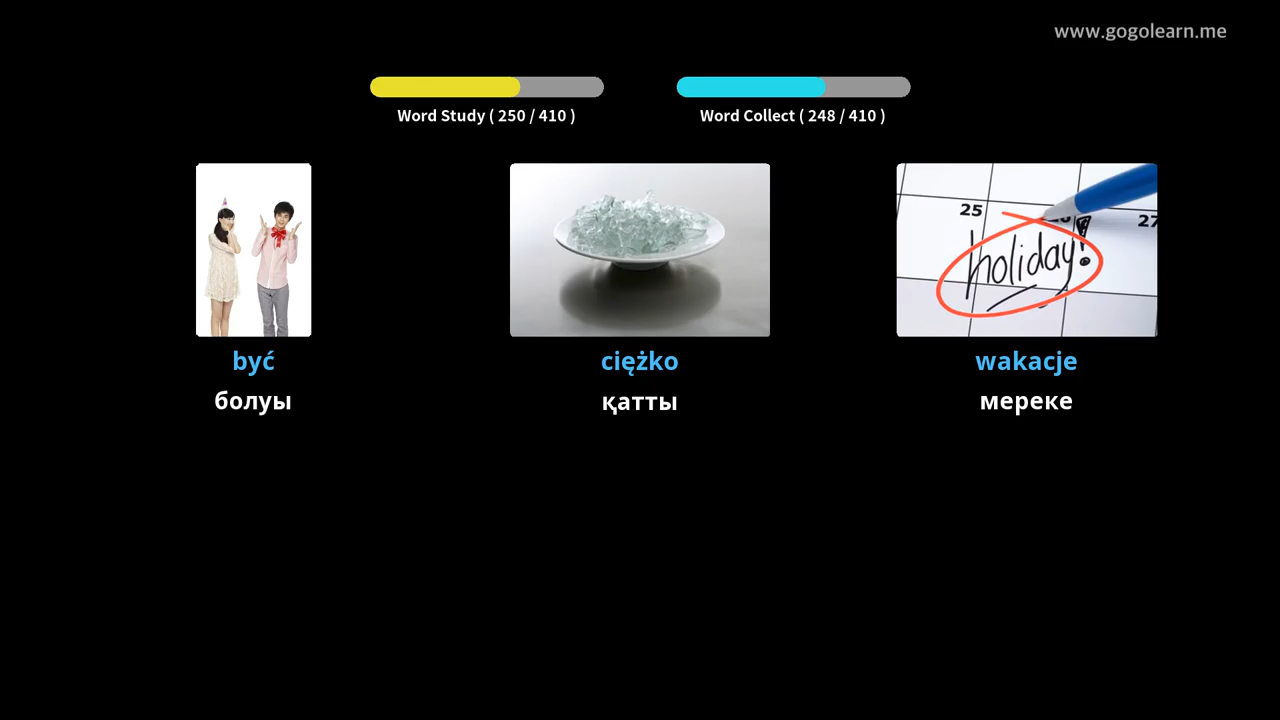 www.gogolearn.me
Word Study ( 250 / 410 )
Word Collect ( 248 / 410 )
25
27
holiday!
być
ciężko
wakacje
болуы
қатты
мереке